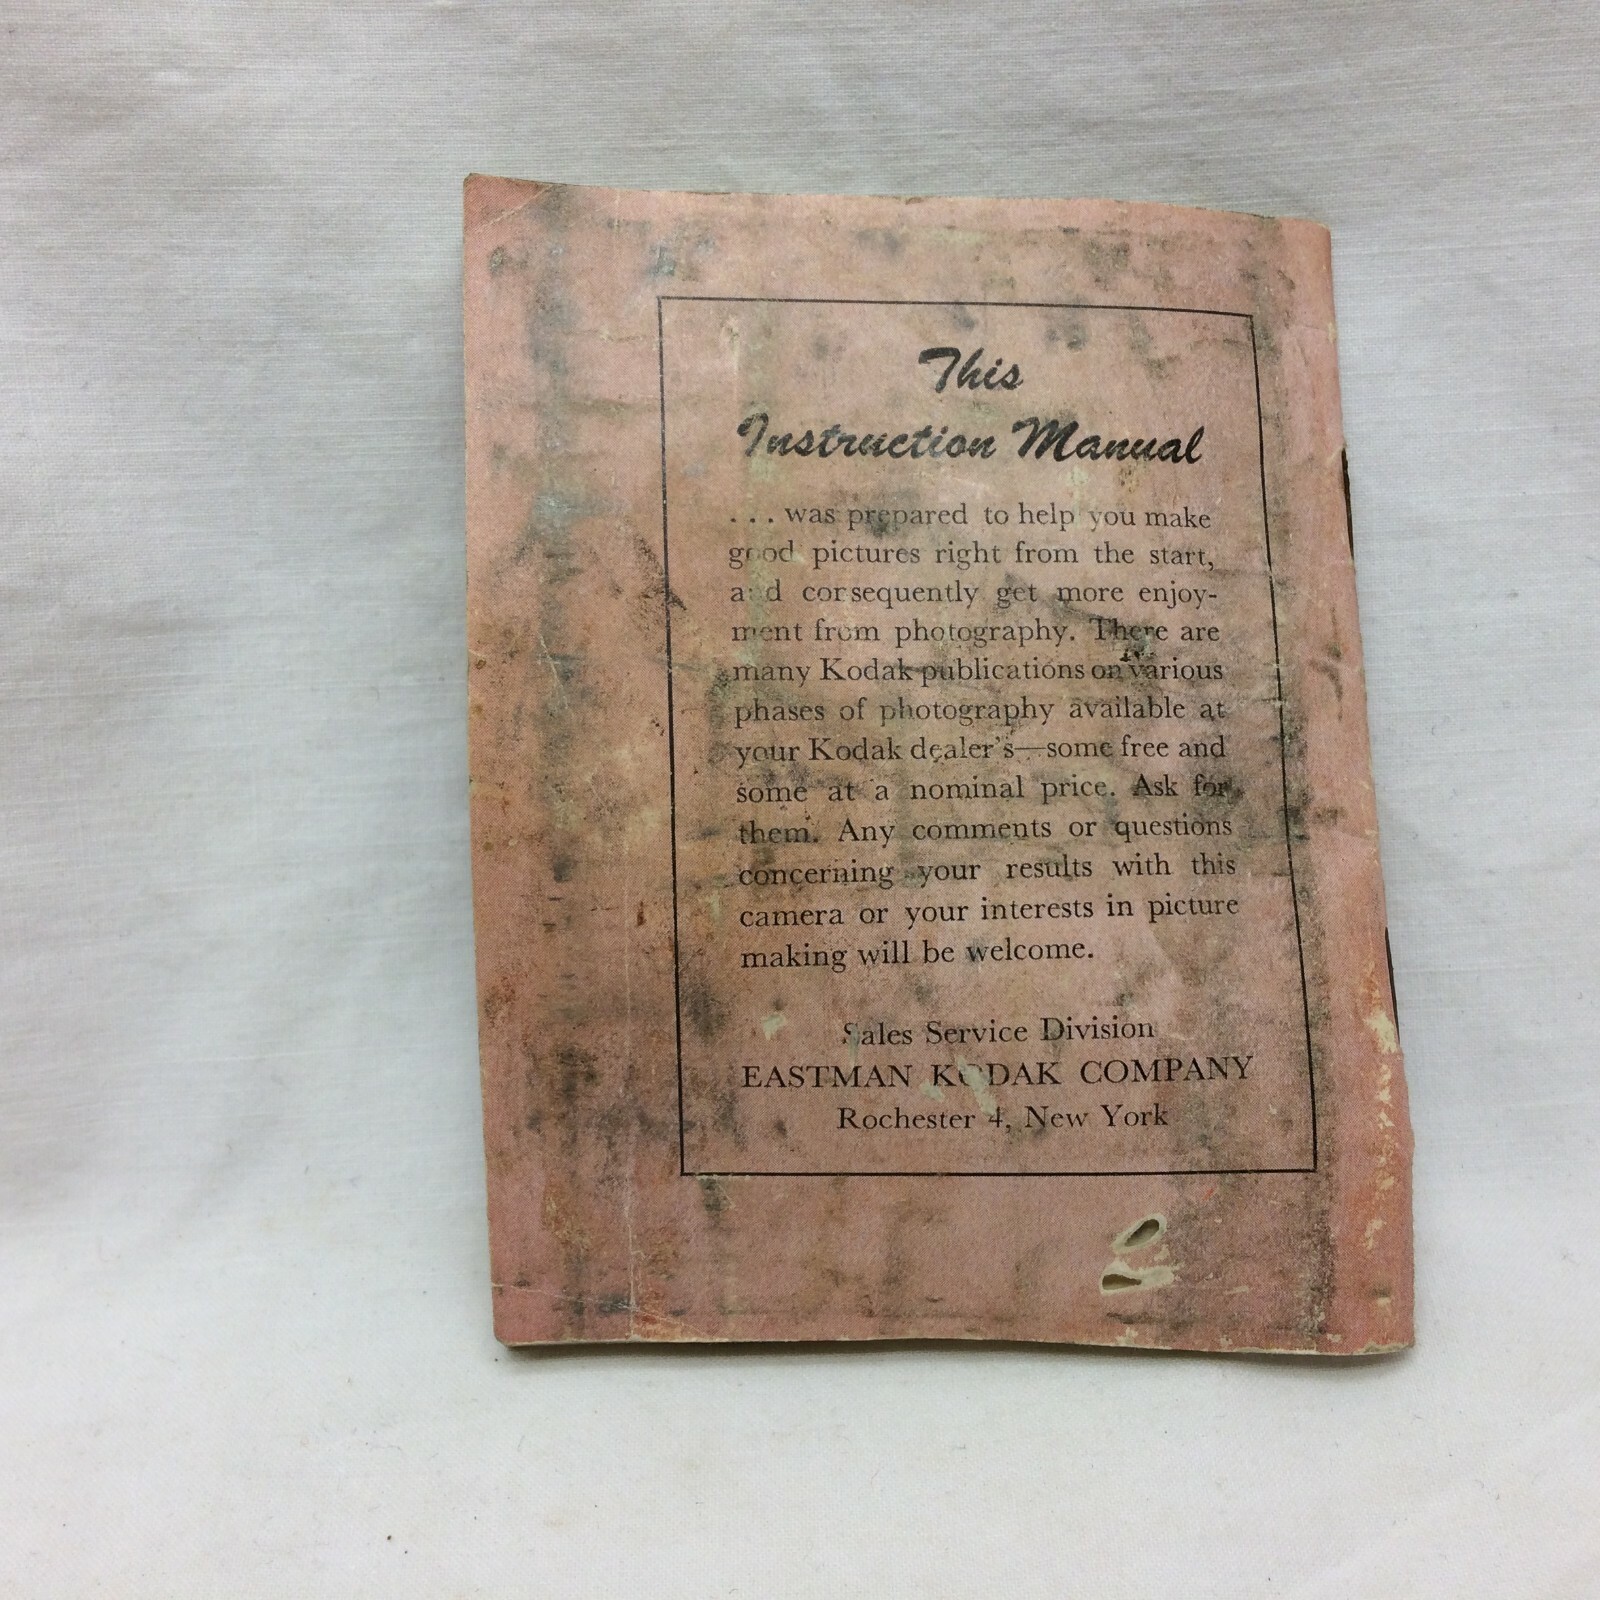 This
Instruction Manual
. . . was prepared to help you make
good pictures right from the start,
and consequently get more enjoy-
ment from photography. There are
many Kodak publications on various
phases of photography available at
your Kodak dealer's—some free and
some at a nominal price. Ask for
them. Any comments or questions
concerning your results with this
camera or your interests in picture
making will be welcome.
Sales Service Division
EASTMAN KODAK COMPANY
Rochester 4, New York